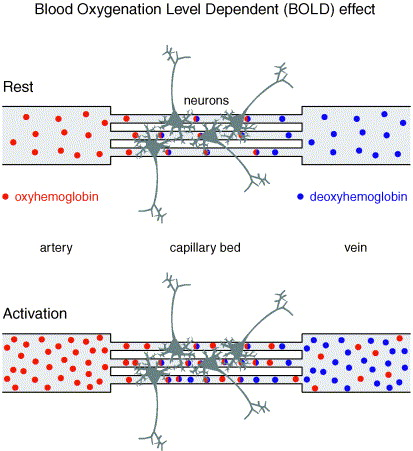 Blood Oxygenation Level Dependent (BOLD) effect
Rest
neurons
oxyhemoglobin
deoxyhemoglobin
artery
capillary bed
vein
Activation